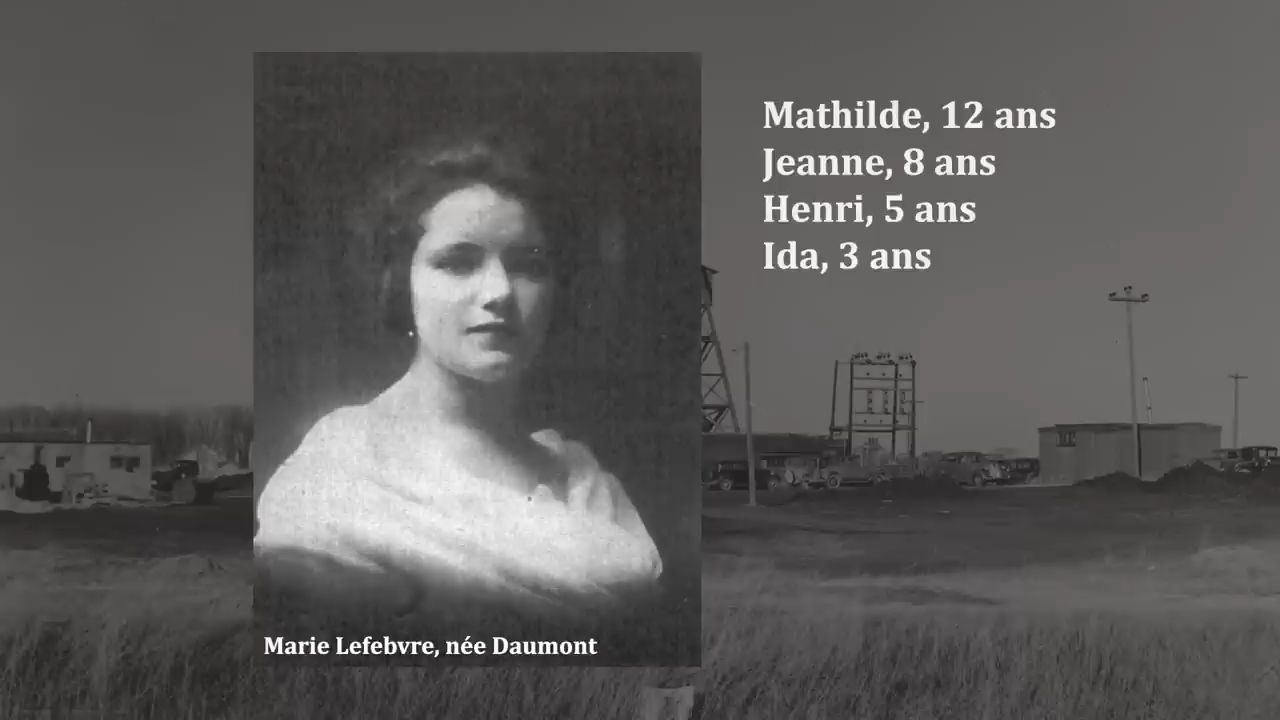 Mathilde, 12 ans
Jeanne, 8 ans
Henri, 5 ans
Ida, 3 ans
Marie Lefebvre, née Daumont